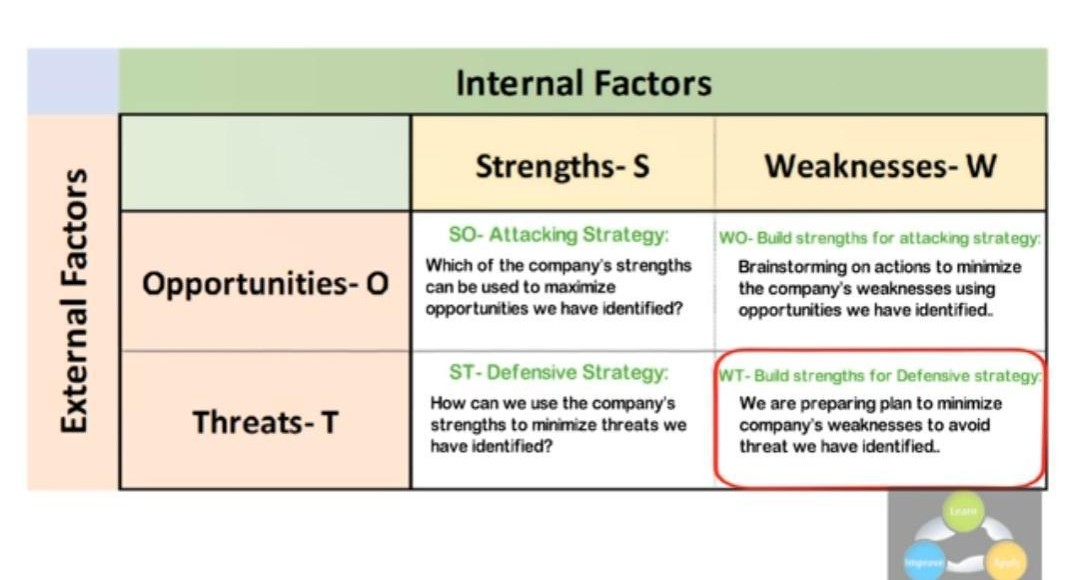 Internal Factors
External Factors
Strengths- S
Weaknesses- W
Opportunities- O
SO- Attacking Strategy:
Which of the company's strengths
can be used to maximize
opportunities we have identified?
WO- Build strengths for attacking strategy:
Brainstorming on actions to minimize
the company's weaknesses using
opportunities we have identified..
Threats- T
ST- Defensive Strategy:
How can we use the company's
strengths to minimize threats we
have identified?
WT- Build strengths for Defensive strategy:
We are preparing plan to minimize
company's weaknesses to avoid
threat we have identified..
Learn
Improve
Apply